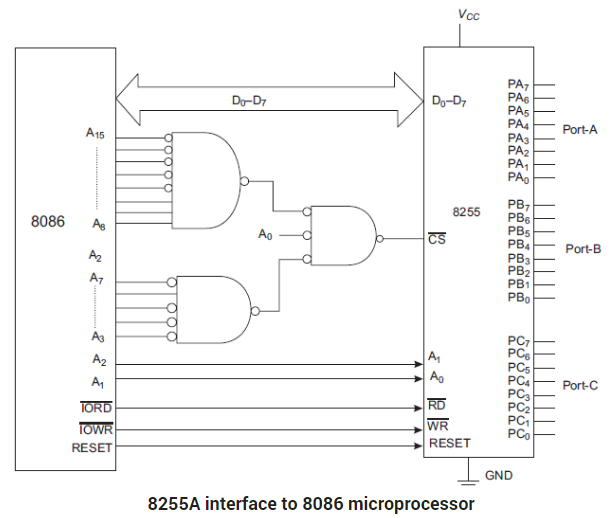 VCC
D0–D7
D0–D7
A15
A8
8086
A2
A7
A3
A2
A1
IORD
IOWR
RESET
A0
CS
8255
A1
A0
RD
WR
RESET
PA7
PA6
PA5
PA4
PA3
PA2
PA1
PA0
Port-A
PB7
PB6
PB5
PB4
PB3
PB2
PB1
PB0
Port-B
PC7
PC6
PC5
PC4
PC3
PC2
PC1
PC0
Port-C
GND
8255A interface to 8086 microprocessor